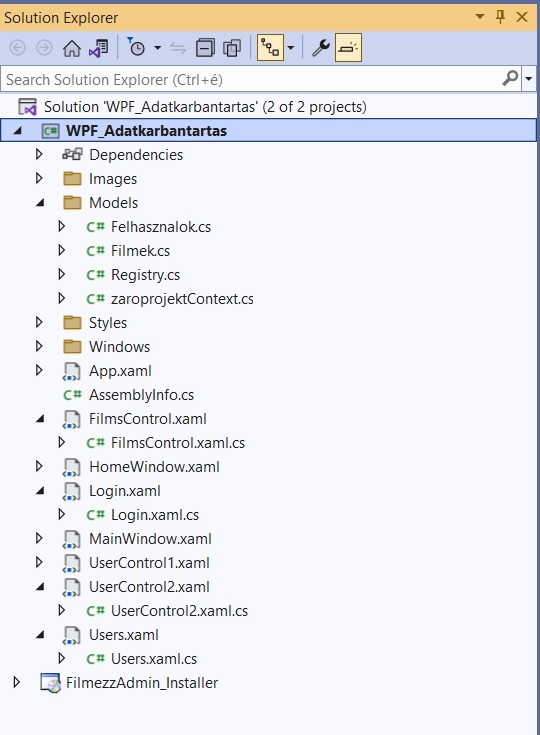 Solution Explorer
Search Solution Explorer (Ctrl+é)
Solution 'WPF_Adatkarbantartas' (2 of 2 projects)
C# WPF_Adatkarbantartas
Dependencies
Images
Models
C# Felhasznalok.cs
C# Filmek.cs
C# Registry.cs
C# zaroprojektContext.cs
Styles
Windows
App.xaml
C# AssemblyInfo.cs
FilmsControl.xaml
C# FilmsControl.xaml.cs
HomeWindow.xaml
Login.xaml
C# Login.xaml.cs
MainWindow.xaml
UserControl1.xaml
UserControl2.xaml
C# UserControl2.xaml.cs
Users.xaml
C# Users.xaml.cs
FilmezzAdmin_Installer